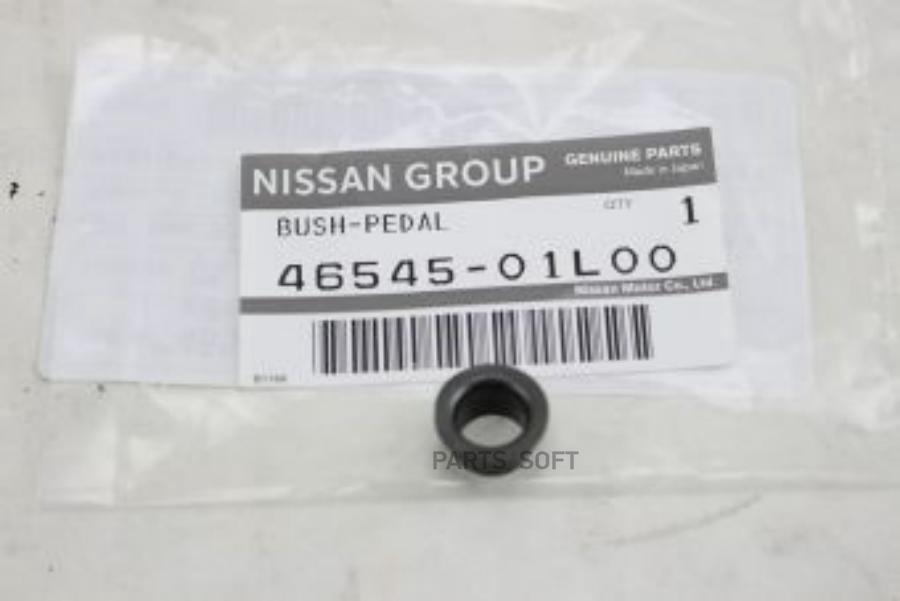 NISSAN GROUP GENUINE PARTS
Made in Japan
BUSH-PEDAL QTY 1
46545-01L00
Nissan Motor Co., Ltd.
PARTS SOFT